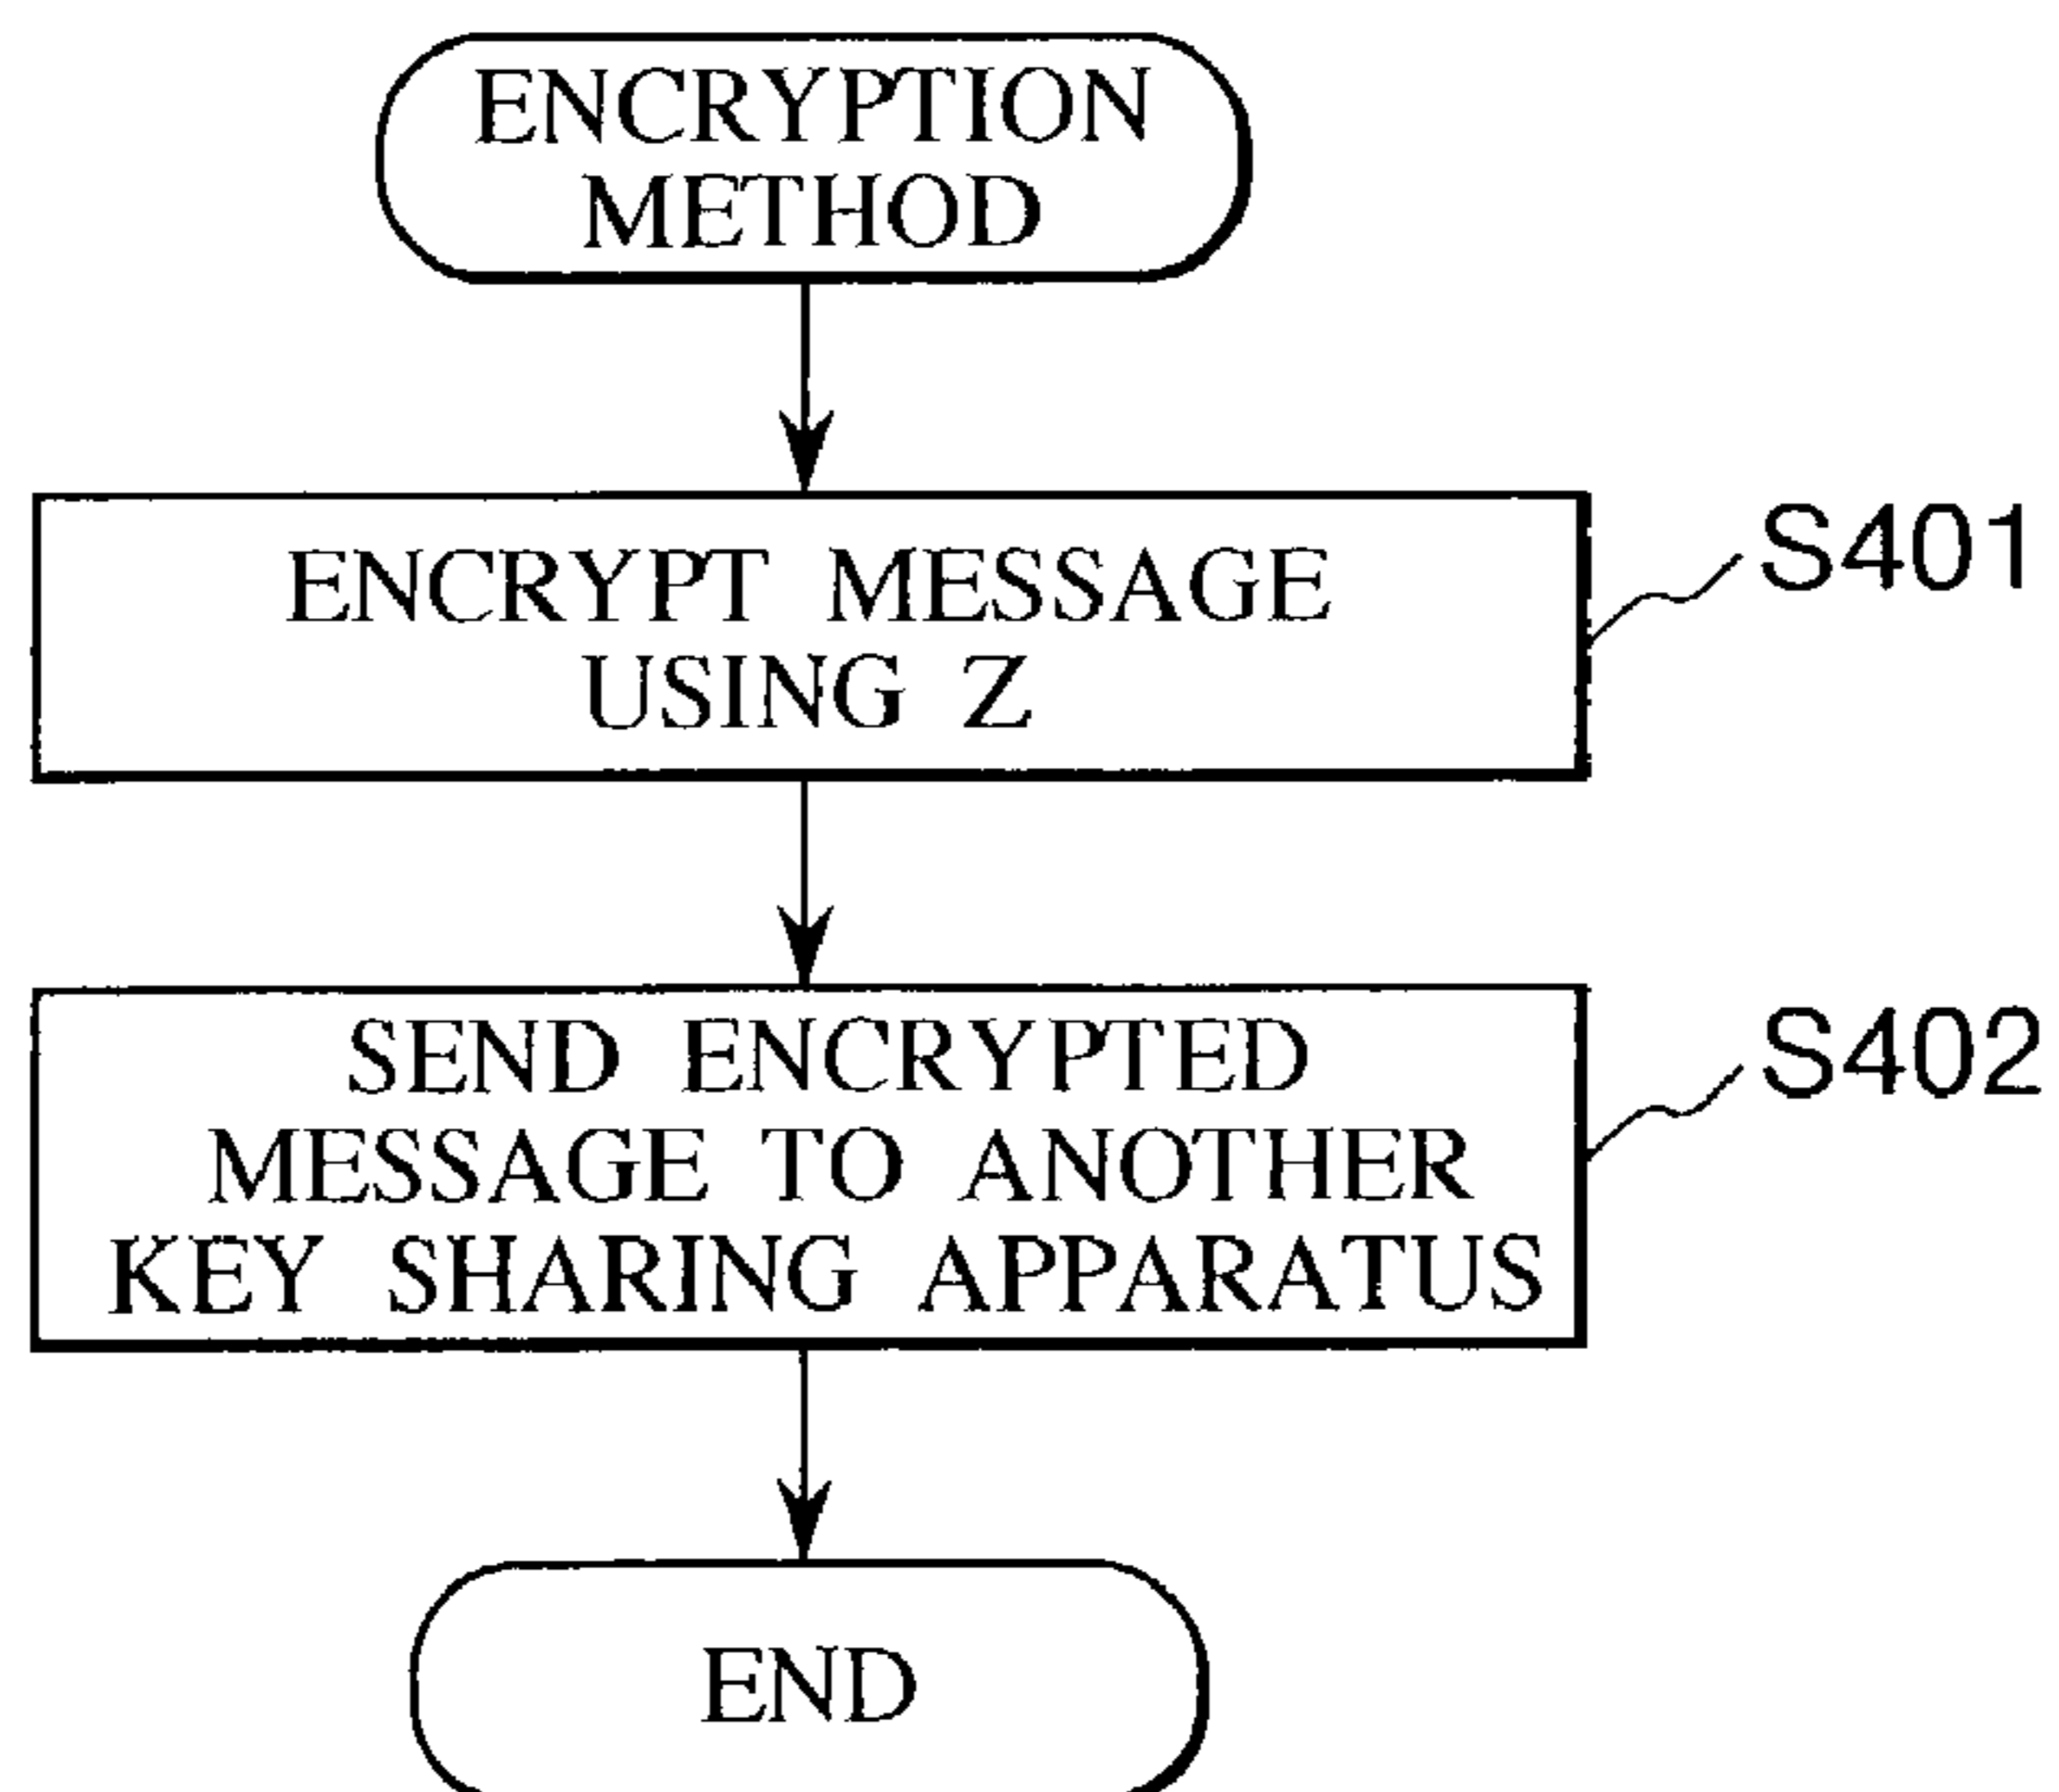 ENCRYPTION
METHOD
ENCRYPT MESSAGE
USING Z
S401
SEND ENCRYPTED
MESSAGE TO ANOTHER
KEY SHARING APPARATUS
S402
END